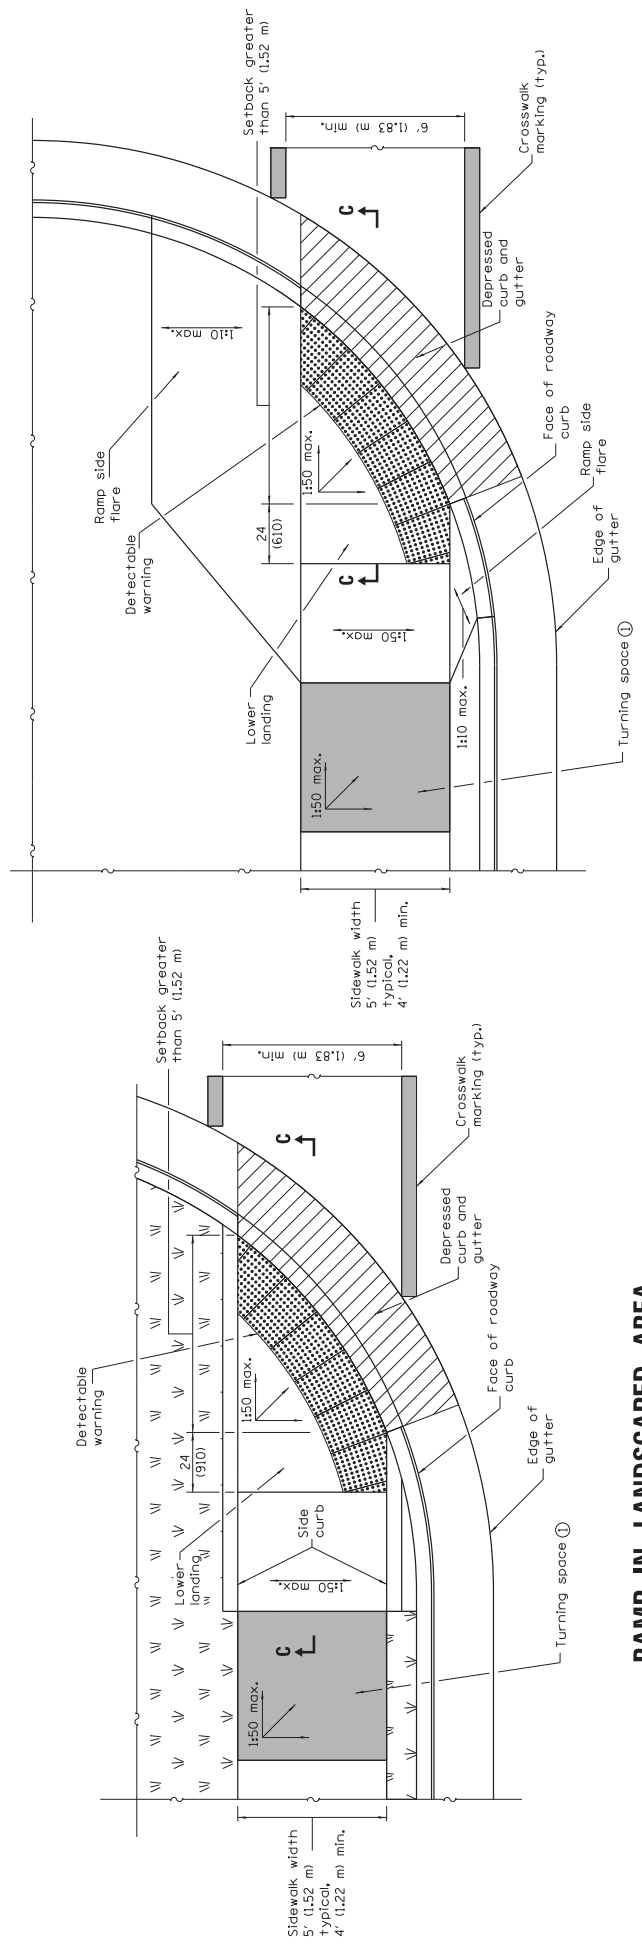 Setback greater
than 5' (1.52 m)
6' (1.83 m) min.
Crosswalk
marking (typ.)
C
Depressed
curb and
gutter
Face of roadway
curb
Ramp side
flare
Edge of
gutter
Turning space ①
1:10 max.
Ramp side
flare
Detectable
warning
1:50 max.
24
(610)
C
Lower
landing
1:50 max.
1:10 max.
1:50 max.
Sidewalk width
5' (1.52 m)
typical,
4' (1.22 m) min.
Setback greater
than 5' (1.52 m)
6' (1.83 m) min.
Crosswalk
marking (typ.)
C
Depressed
curb and
gutter
Face of roadway
curb
Edge of
gutter
Turning space ①
Detectable
warning
1:50 max.
24
(910)
Lower
landing
Side
curb
1:50 max.
C
1:50 max.
Sidewalk width
5' (1.52 m)
typical,
4' (1.22 m) min.
RAMP IN LANDSCAPED AREA